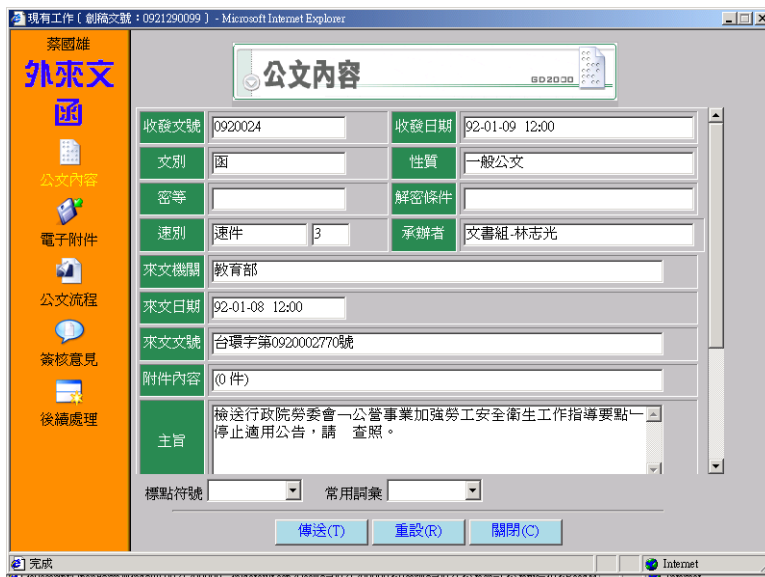 現有工作〔創稿文號：0921290099〕- Microsoft Internet Explorer
蔡國雄
外來文
函
公文內容
電子附件
公文流程
簽核意見
後續處理
公文內容
GD2000
收發文號 0920024 收發日期 92-01-09 12:00
文別 函 性質 一般公文
密等 解密條件
速別 速件 3 承辦者 文書組-林志光
來文機關 教育部
來文日期 92-01-08 12:00
來文文號 台環字第0920002770號
附件內容 (0 件)
主旨 檢送行政院勞委會﹁公營事業加強勞工安全衛生工作指導要點﹂
停止適用公告，請　查照。
標點符號 常用詞彙
傳送(T) 重設(R) 關閉(C)
完成 Internet